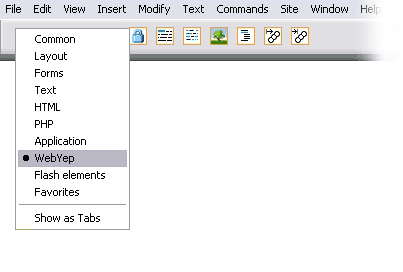 File Edit View Insert Modify Text Commands Site Window Help
Common
Layout
Forms
Text
HTML
PHP
Application
WebYep
Flash elements
Favorites
Show as Tabs